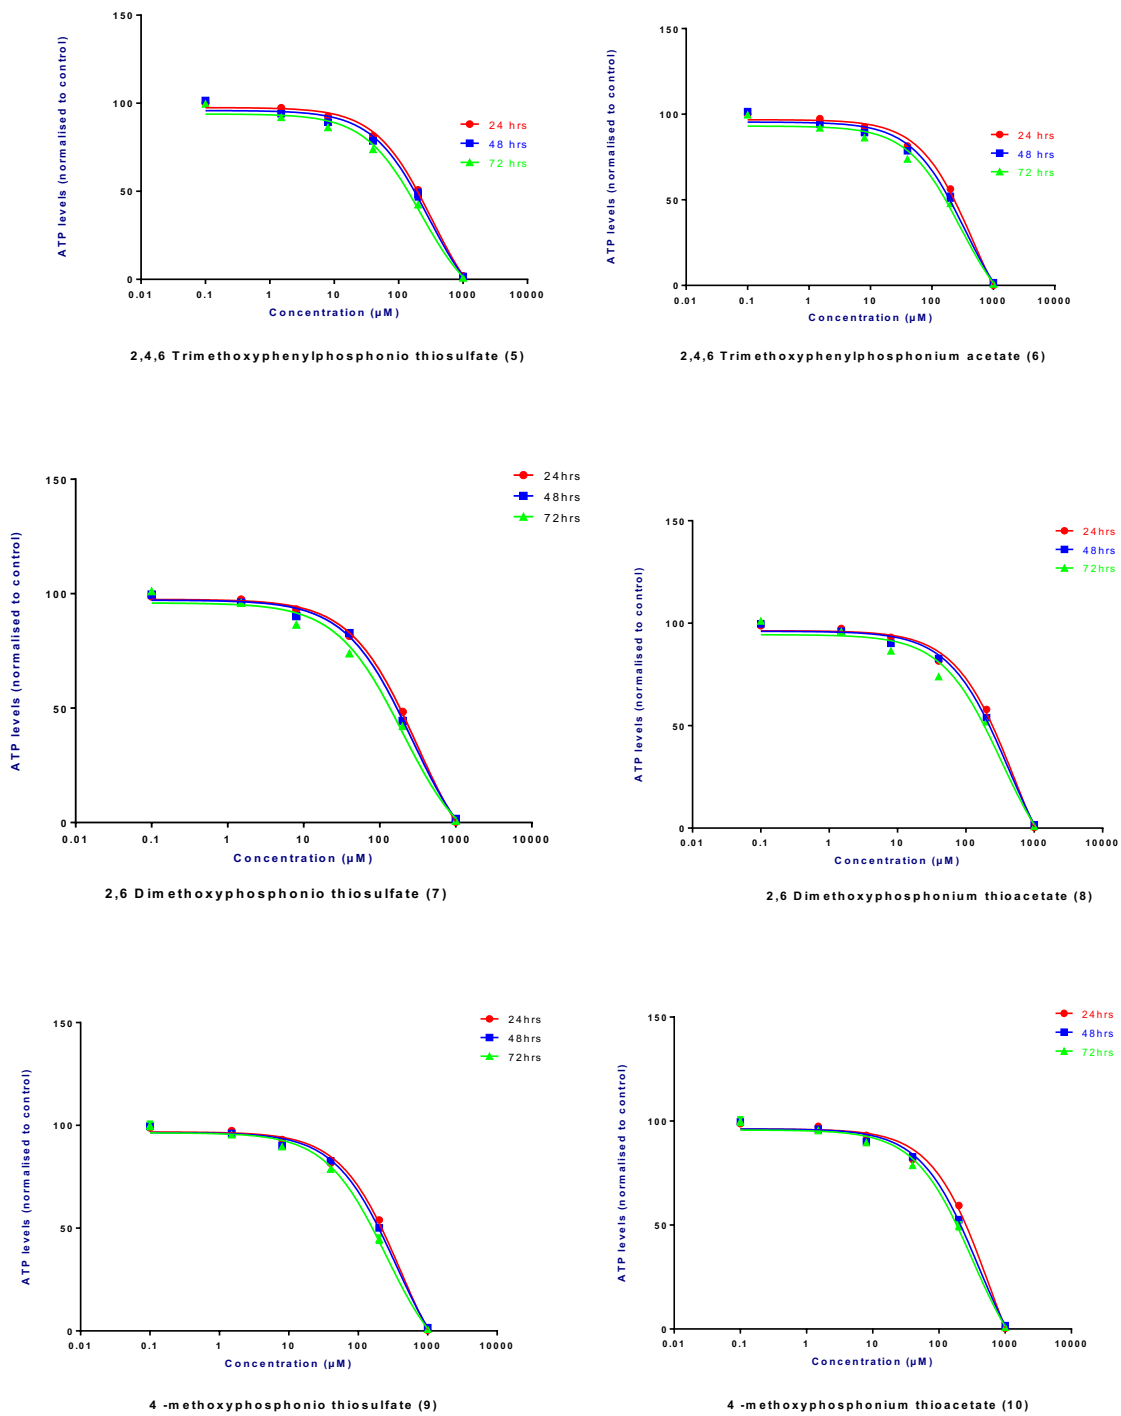 150
100
50
0
0.01 0.1 1 10 100 1000 10000
ATP levels (normalised to control)
Concentration (µM)
24 hrs
48 hrs
72 hrs
2,4,6 Trimethoxyphenylphosphonio thiosulfate (5)
150
100
50
0
0.01 0.1 1 10 100 1000 10000
ATP levels (normalised to control)
Concentration (µM)
24 hrs
48 hrs
72 hrs
2,4,6 Trimethoxyphenylphosphonium acetate (6)
150
100
50
0
0.01 0.1 1 10 100 1000 10000
ATP levels (normalised to control)
Concentration (µM)
24hrs
48hrs
72hrs
2,6 Dimethoxyphosphonio thiosulfate (7)
150
100
50
0
0.01 0.1 1 10 100 1000 10000
ATP levels (normalised to control)
Concentration (µM)
24hrs
48hrs
72hrs
2,6 Dimethoxyphosphonium thioacetate (8)
150
100
50
0
0.01 0.1 1 10 100 1000 10000
ATP levels (normalised to control)
Concentration (µM)
24hrs
48hrs
72hrs
4 -methoxyphosphonio thiosulfate (9)
150
100
50
0
0.01 0.1 1 10 100 1000 10000
ATP levels (normalised to control)
Concentration (µM)
24hrs
48hrs
72hrs
4 -methoxyphosphonium thioacetate (10)